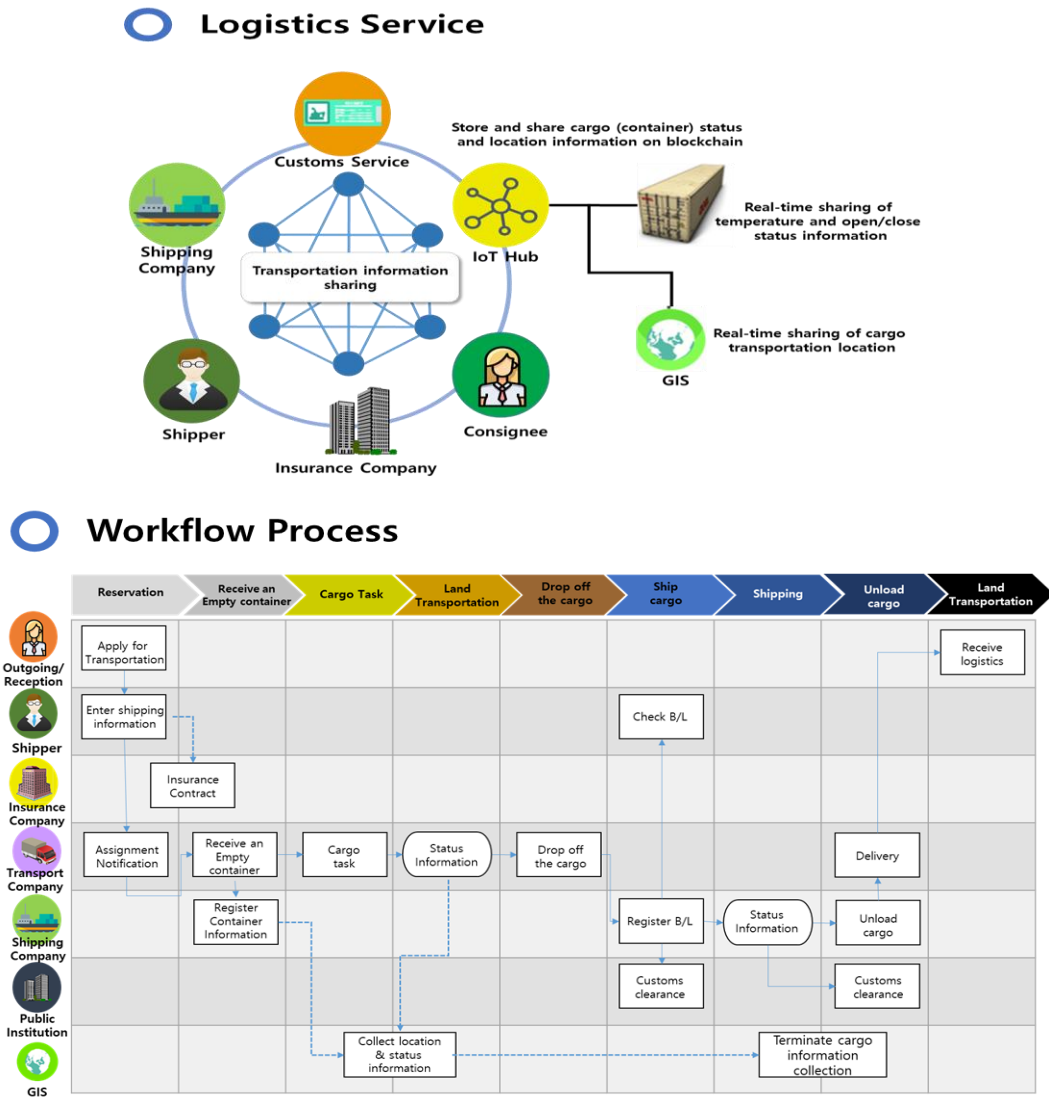 Logistics Service
Customs Service
Store and share cargo (container) status
and location information on blockchain
Shipping
Company
IoT Hub
Real-time sharing of
temperature and open/close
status information
Transportation information
sharing
Real-time sharing of cargo
transportation location
GIS
Shipper
Consignee
Insurance Company
Workflow Process
Reservation
Receive an
Empty container
Cargo Task
Land
Transportation
Drop off
the cargo
Ship
cargo
Shipping
Unload
cargo
Land
Transportation
Outgoing/
Reception
Apply for
Transportation
Receive
logistics
Shipper
Enter shipping
information
Check B/L
Insurance
Company
Insurance
Contract
Transport
Company
Assignment
Notification
Receive an
Empty
container
Cargo
task
Status
Information
Drop off
the cargo
Delivery
Shipping
Company
Register
Container
Information
Register B/L
Status
Information
Unload
cargo
Public
Institution
Customs
clearance
Customs
clearance
GIS
Collect location
& status
information
Terminate cargo
information
collection